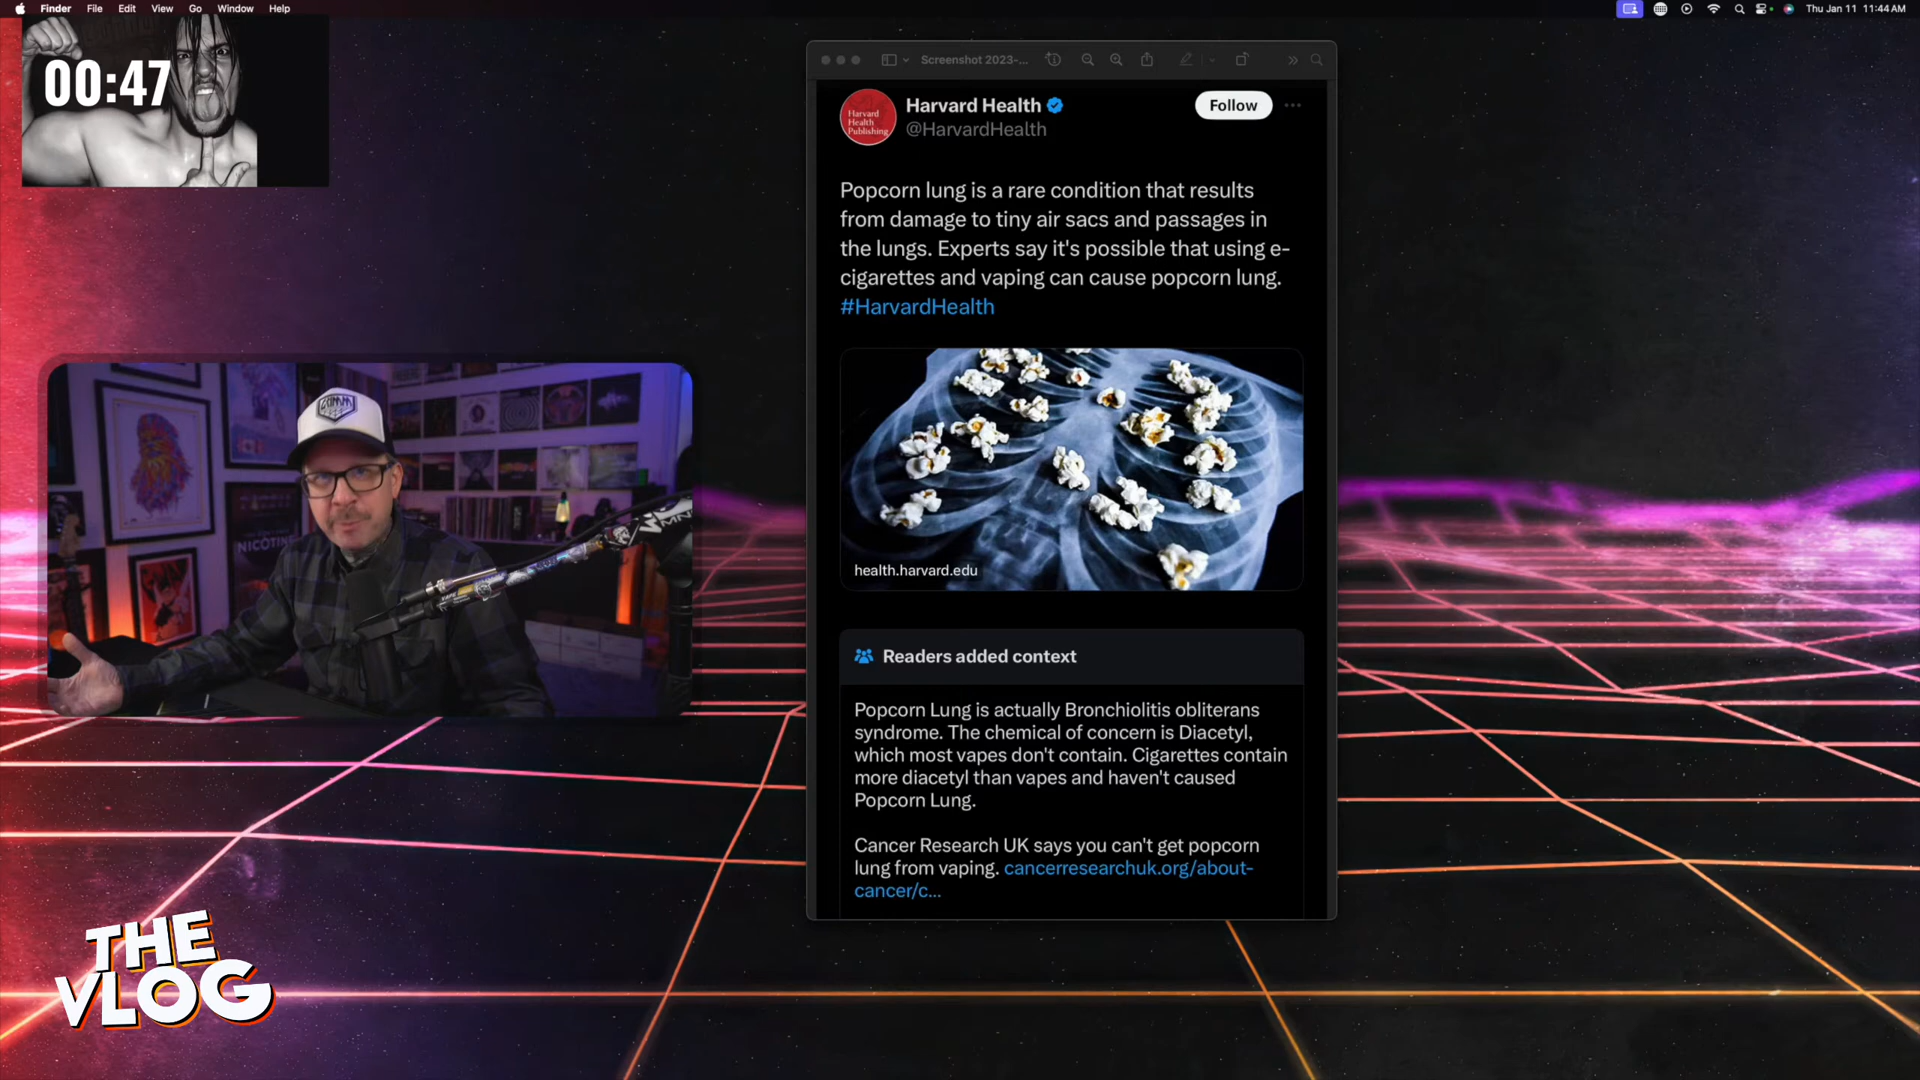 Finder File Edit View Go Window Help
Thu Jan 11 11:44 AM
00:47
Screenshot 2023-...
Harvard Health Publishing
Harvard Health
Follow
@HarvardHealth
Popcorn lung is a rare condition that results
from damage to tiny air sacs and passages in
the lungs. Experts say it's possible that using e-
cigarettes and vaping can cause popcorn lung.
#HarvardHealth
health.harvard.edu
Readers added context
Popcorn Lung is actually Bronchiolitis obliterans
syndrome. The chemical of concern is Diacetyl,
which most vapes don't contain. Cigarettes contain
more diacetyl than vapes and haven't caused
Popcorn Lung.
Cancer Research UK says you can't get popcorn
lung from vaping. cancerresearchuk.org/about-
cancer/c...
NICOTINE
THE
VLOG